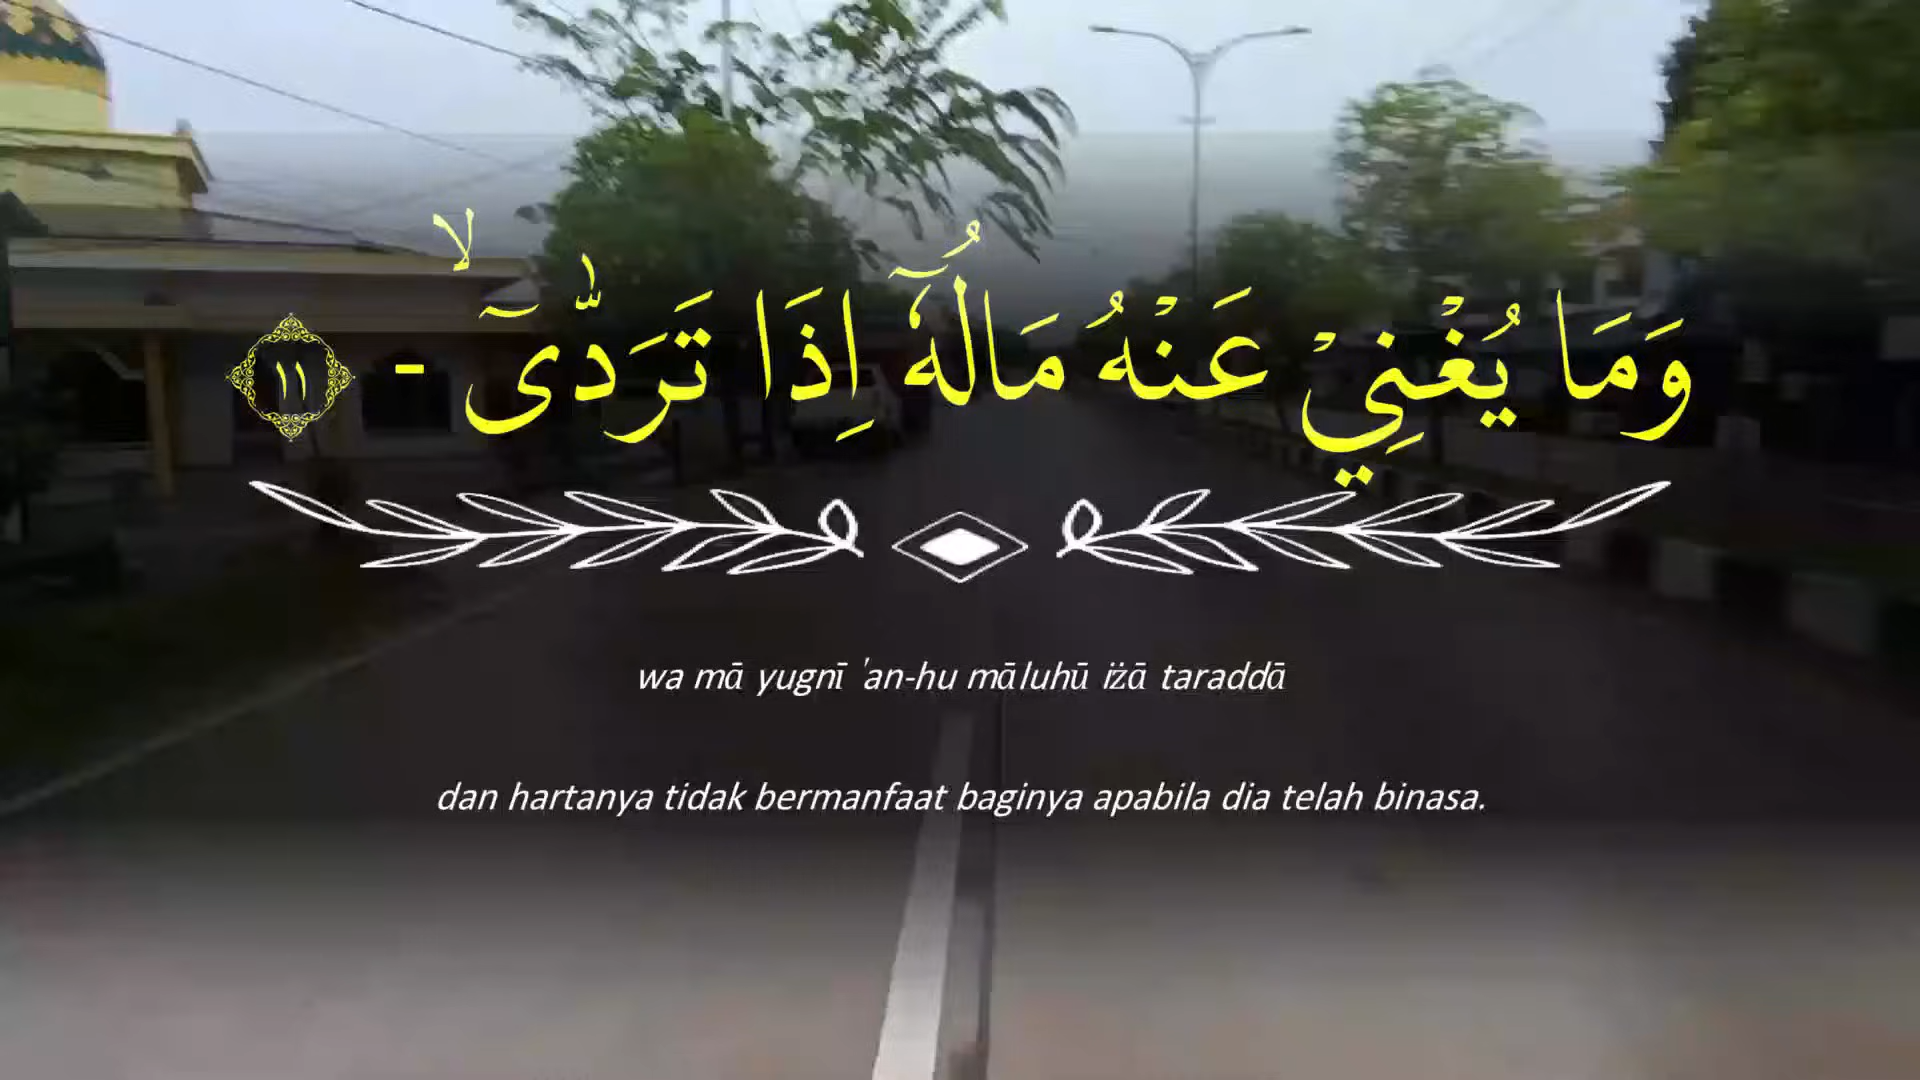 وَمَا يُغْنِيْ عَنْهُ مَالُهٗٓ اِذَا تَرَدّٰىٓۙ - ١١
wa mā yugnī 'an-hu māluhū iżā taraddā
dan hartanya tidak bermanfaat baginya apabila dia telah binasa.